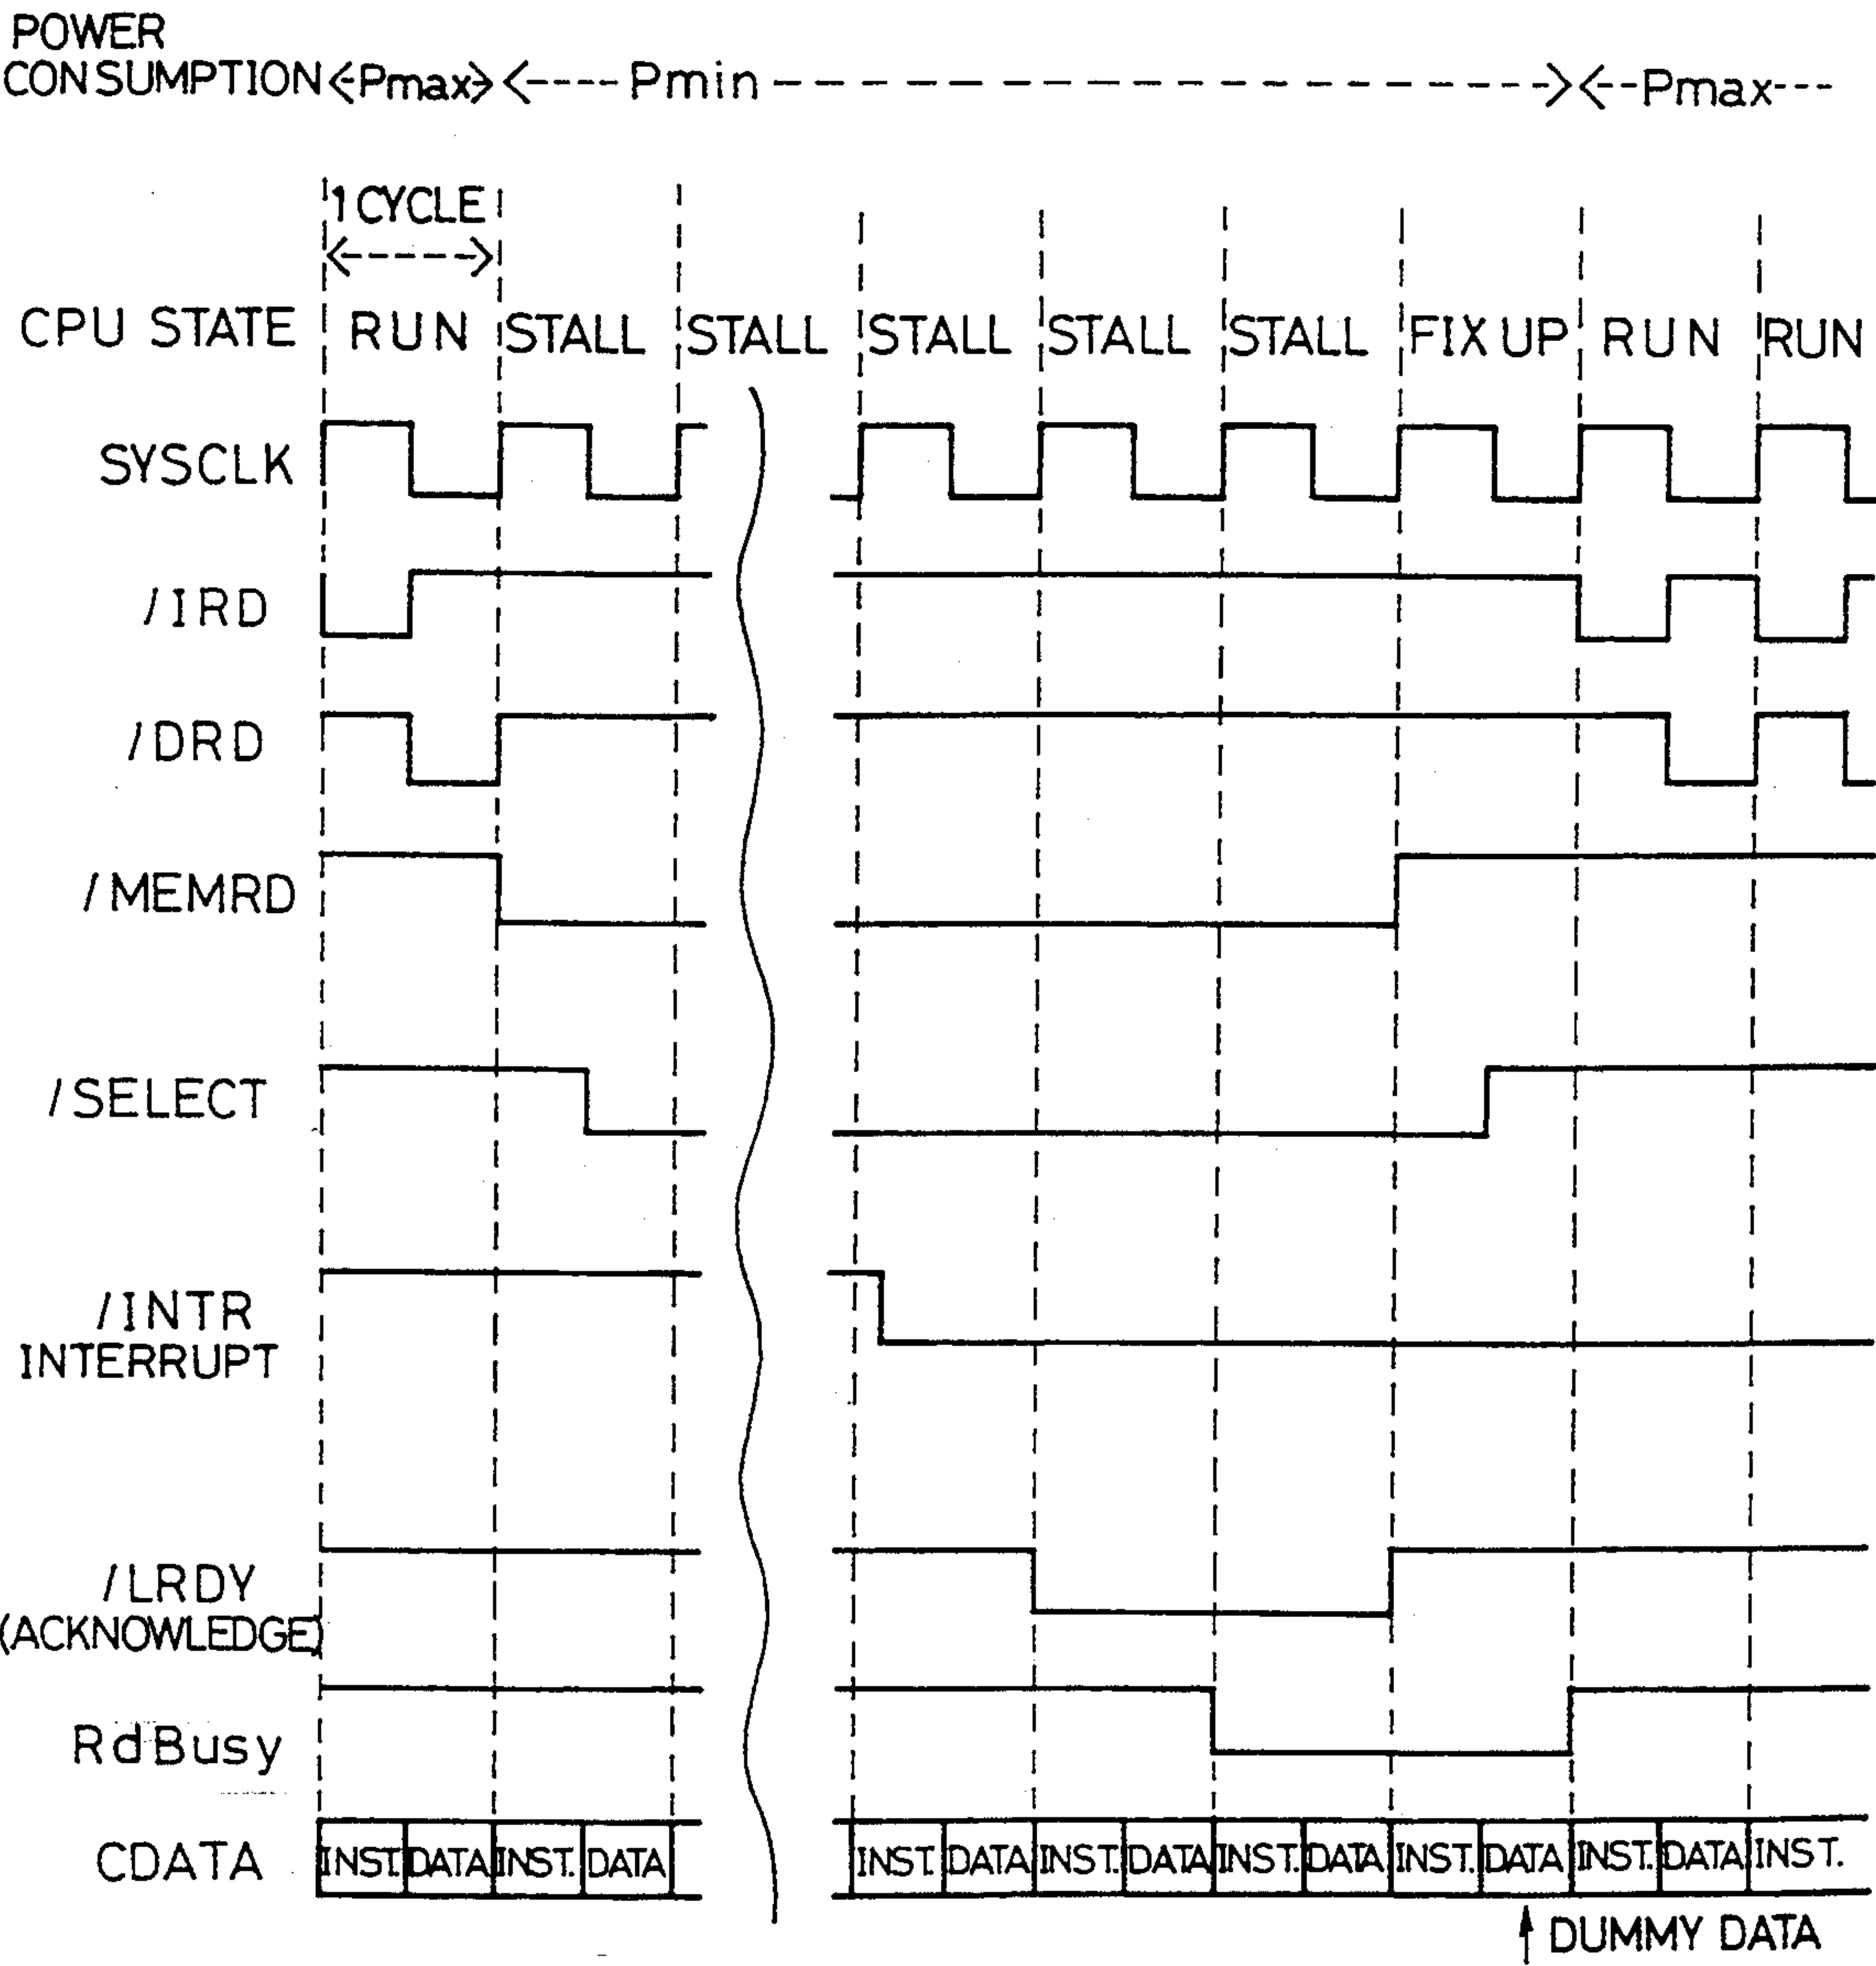 POWER
CONSUMPTION <-Pmax> <---- Pmin --------------> <--Pmax---
1 CYCLE
CPU STATE RUN STALL STALL STALL STALL STALL FIX UP RUN RUN
SYSCLK
/IRD
/DRD
/MEMRD
/SELECT
/INTR
INTERRUPT
/LRDY
(ACKNOWLEDGE)
RdBusy
CDATA INST. DATA INST. DATA INST. DATA INST. DATA INST. DATA INST. DATA INST. DATA INST.
DUMMY DATA